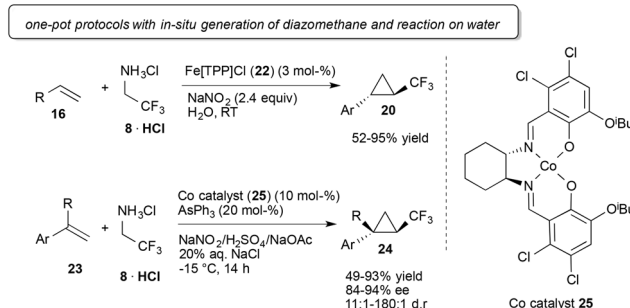 one-pot protocols with in-situ generation of diazomethane and reaction on water
R
16
+
NH3Cl
CF3
8 · HCl
Fe[TPP]Cl (22) (3 mol-%)
NaNO2 (2.4 equiv)
H2O, RT
Ar
CF3
20
52-95% yield
R
Ar
23
+
NH3Cl
CF3
8 · HCl
Co catalyst (25) (10 mol-%)
AsPh3 (20 mol-%)
NaNO2/H2SO4/NaOAc
20% aq. NaCl
-15 °C, 14 h
R
Ar
CF3
24
49-93% yield
84-94% ee
11:1-180:1 d.r
Cl
Cl
OiBu
N
O
Co
N
O
OiBu
Cl
Cl
Co catalyst 25